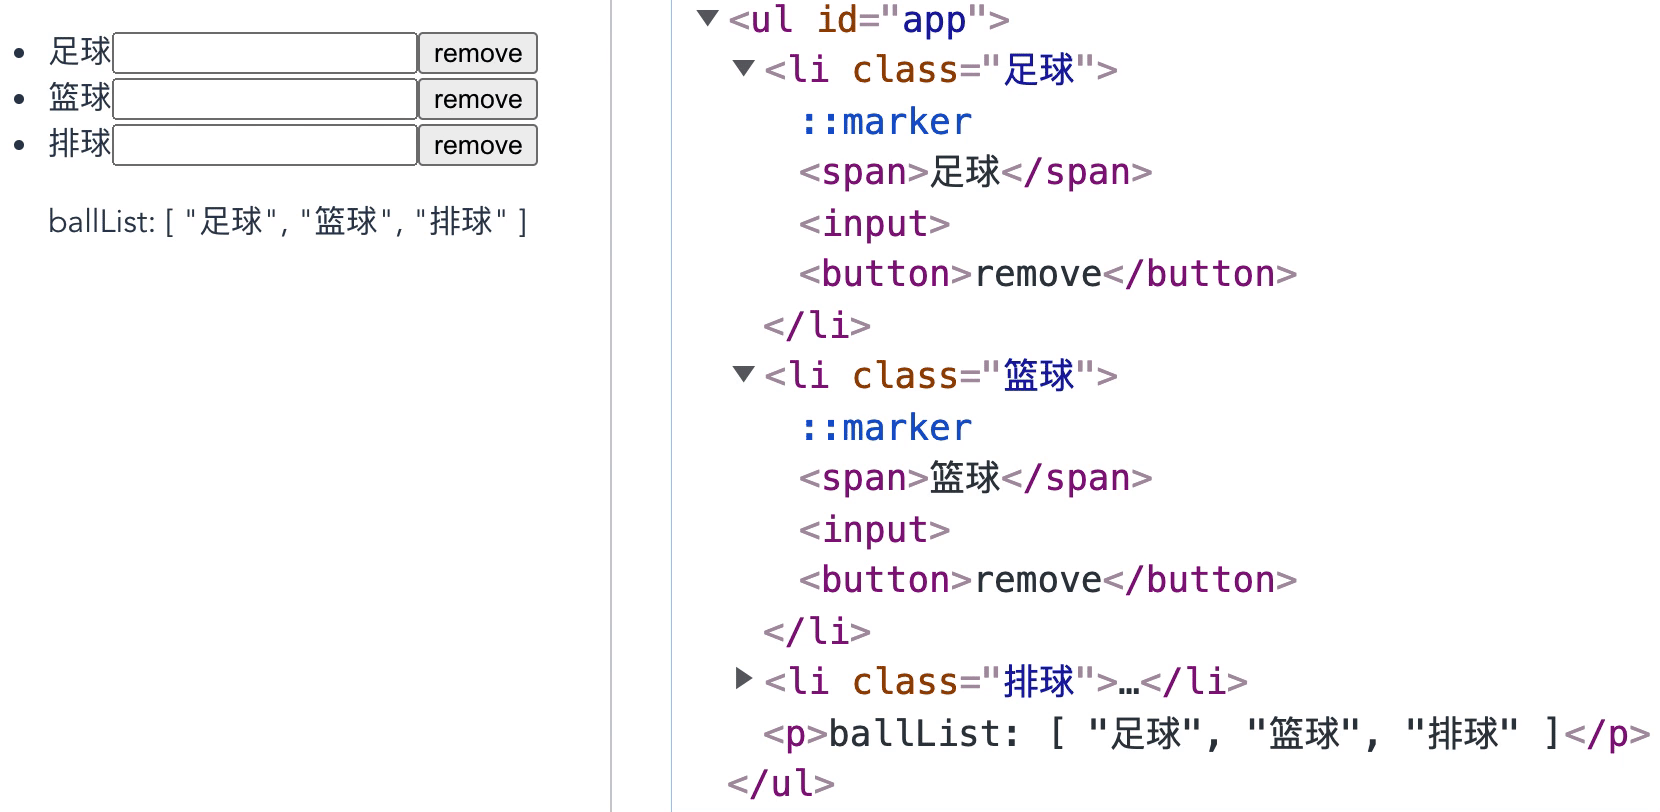 足球 remove
篮球 remove
排球 remove
ballList: [ "足球", "篮球", "排球" ]
<ul id="app">
<li class="足球">
::marker
<span>足球</span>
<input>
<button>remove</button>
</li>
<li class="篮球">
::marker
<span>篮球</span>
<input>
<button>remove</button>
</li>
<li class="排球">…</li>
<p>ballList: [ "足球", "篮球", "排球" ]</p>
</ul>